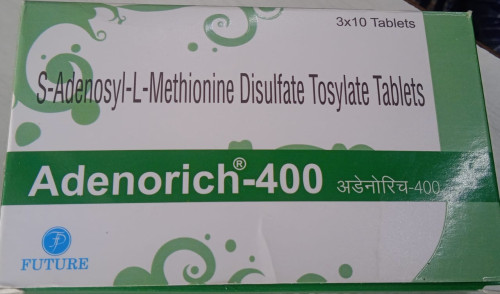 3x10 Tablets
S-Adenosyl-L-Methionine Disulfate Tosylate Tablets
Adenorich®-400 अडेनोरिच-400
FUTURE